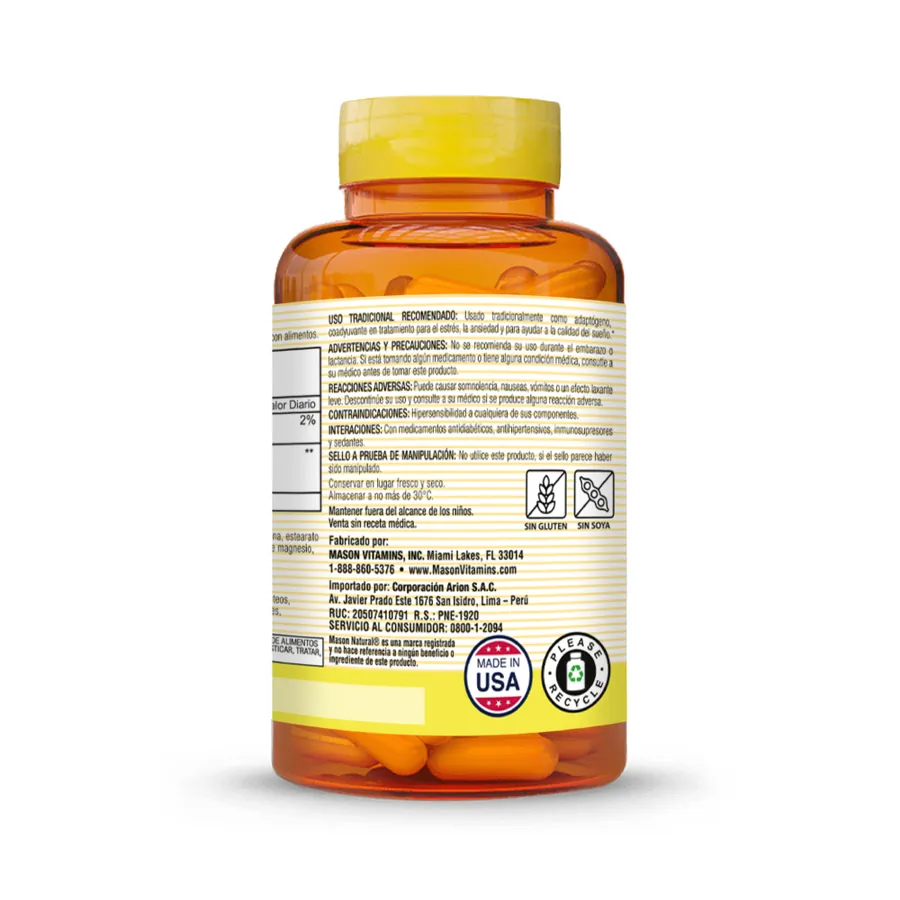 con alimentos.
alor Diario
2%
**
na, estearato
e magnesio,
teos,
es,
DE ALIMENTOS
STICAR, TRATAR,
USO TRADICIONAL RECOMENDADO: Usado tradicionalmente como adaptógeno,
coadyuvante en tratamiento para el estrés, la ansiedad y para ayudar a la calidad del sueño.*
ADVERTENCIAS Y PRECAUCIONES: No se recomienda su uso durante el embarazo o
lactancia. Si está tomando algún medicamento o tiene alguna condición médica, consulte a
su médico antes de tomar este producto.
REACCIONES ADVERSAS: Puede causar somnolencia, nauseas, vómitos o un efecto laxante
leve. Descontinúe su uso y consulte a su médico si se produce alguna reacción adversa.
CONTRAINDICACIONES: Hipersensibilidad a cualquiera de sus componentes.
INTERACIONES: Con medicamentos antidiabéticos, antihipertensivos, inmunosupresores
y sedantes.
SELLO A PRUEBA DE MANIPULACIÓN: No utilice este producto, si el sello parece haber
sido manipulado.
Conservar en lugar fresco y seco.
Almacenar a no más de 30°C.
Mantener fuera del alcance de los niños.
Venta sin receta médica.
SIN GLUTEN
SIN SOYA
Fabricado por:
MASON VITAMINS, INC. Miami Lakes, FL 33014
1-888-860-5376 • www.MasonVitamins.com
Importado por: Corporación Arion S.A.C.
Av. Javier Prado Este 1676 San Isidro, Lima – Perú
RUC: 20507410791 R.S.: PNE-1920
SERVICIO AL CONSUMIDOR: 0800-1-2094
Mason Natural® es una marca registrada
y no hace referencia a ningún beneficio o
ingrediente de este producto.
MADE IN
USA
• PLEASE •
RECYCLE